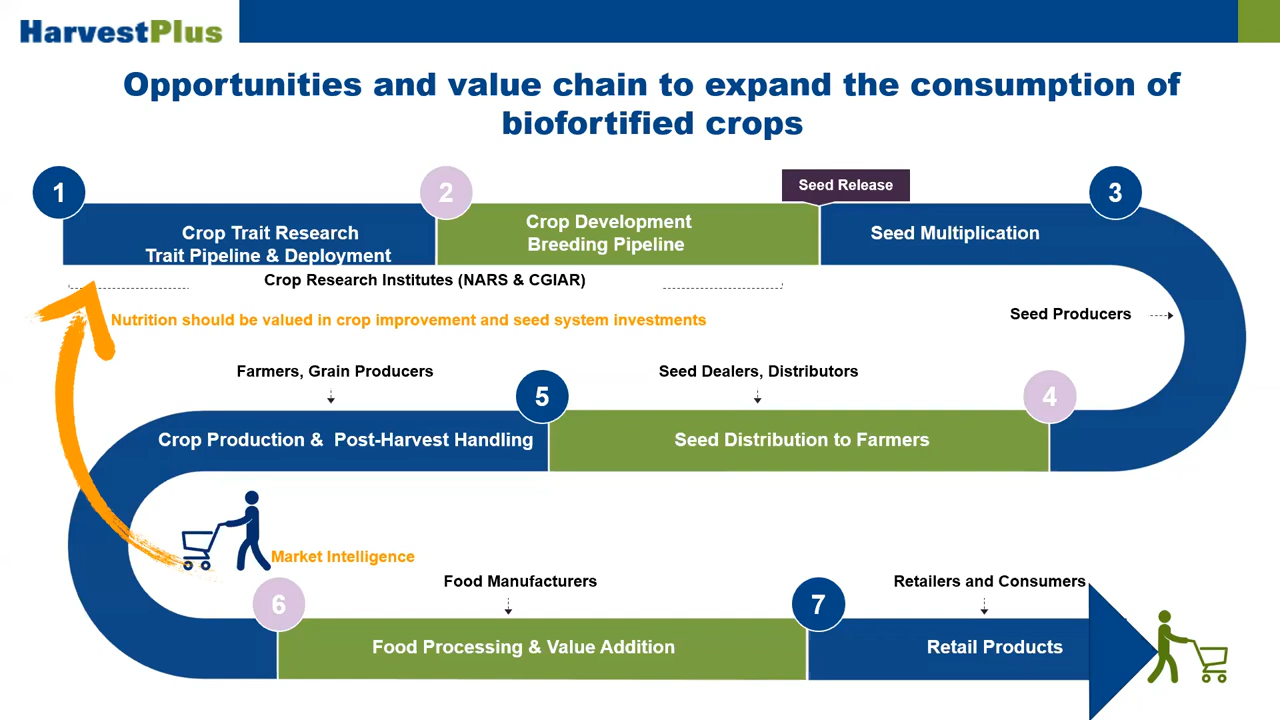 HarvestPlus
Opportunities and value chain to expand the consumption of
biofortified crops
1
2
Seed Release
3
Crop Trait Research
Trait Pipeline & Deployment
Crop Development
Breeding Pipeline
Seed Multiplication
Crop Research Institutes (NARS & CGIAR)
Nutrition should be valued in crop improvement and seed system investments
Seed Producers
Farmers, Grain Producers
Seed Dealers, Distributors
5
4
Crop Production & Post-Harvest Handling
Seed Distribution to Farmers
Market Intelligence
Food Manufacturers
Retailers and Consumers
6
7
Food Processing & Value Addition
Retail Products